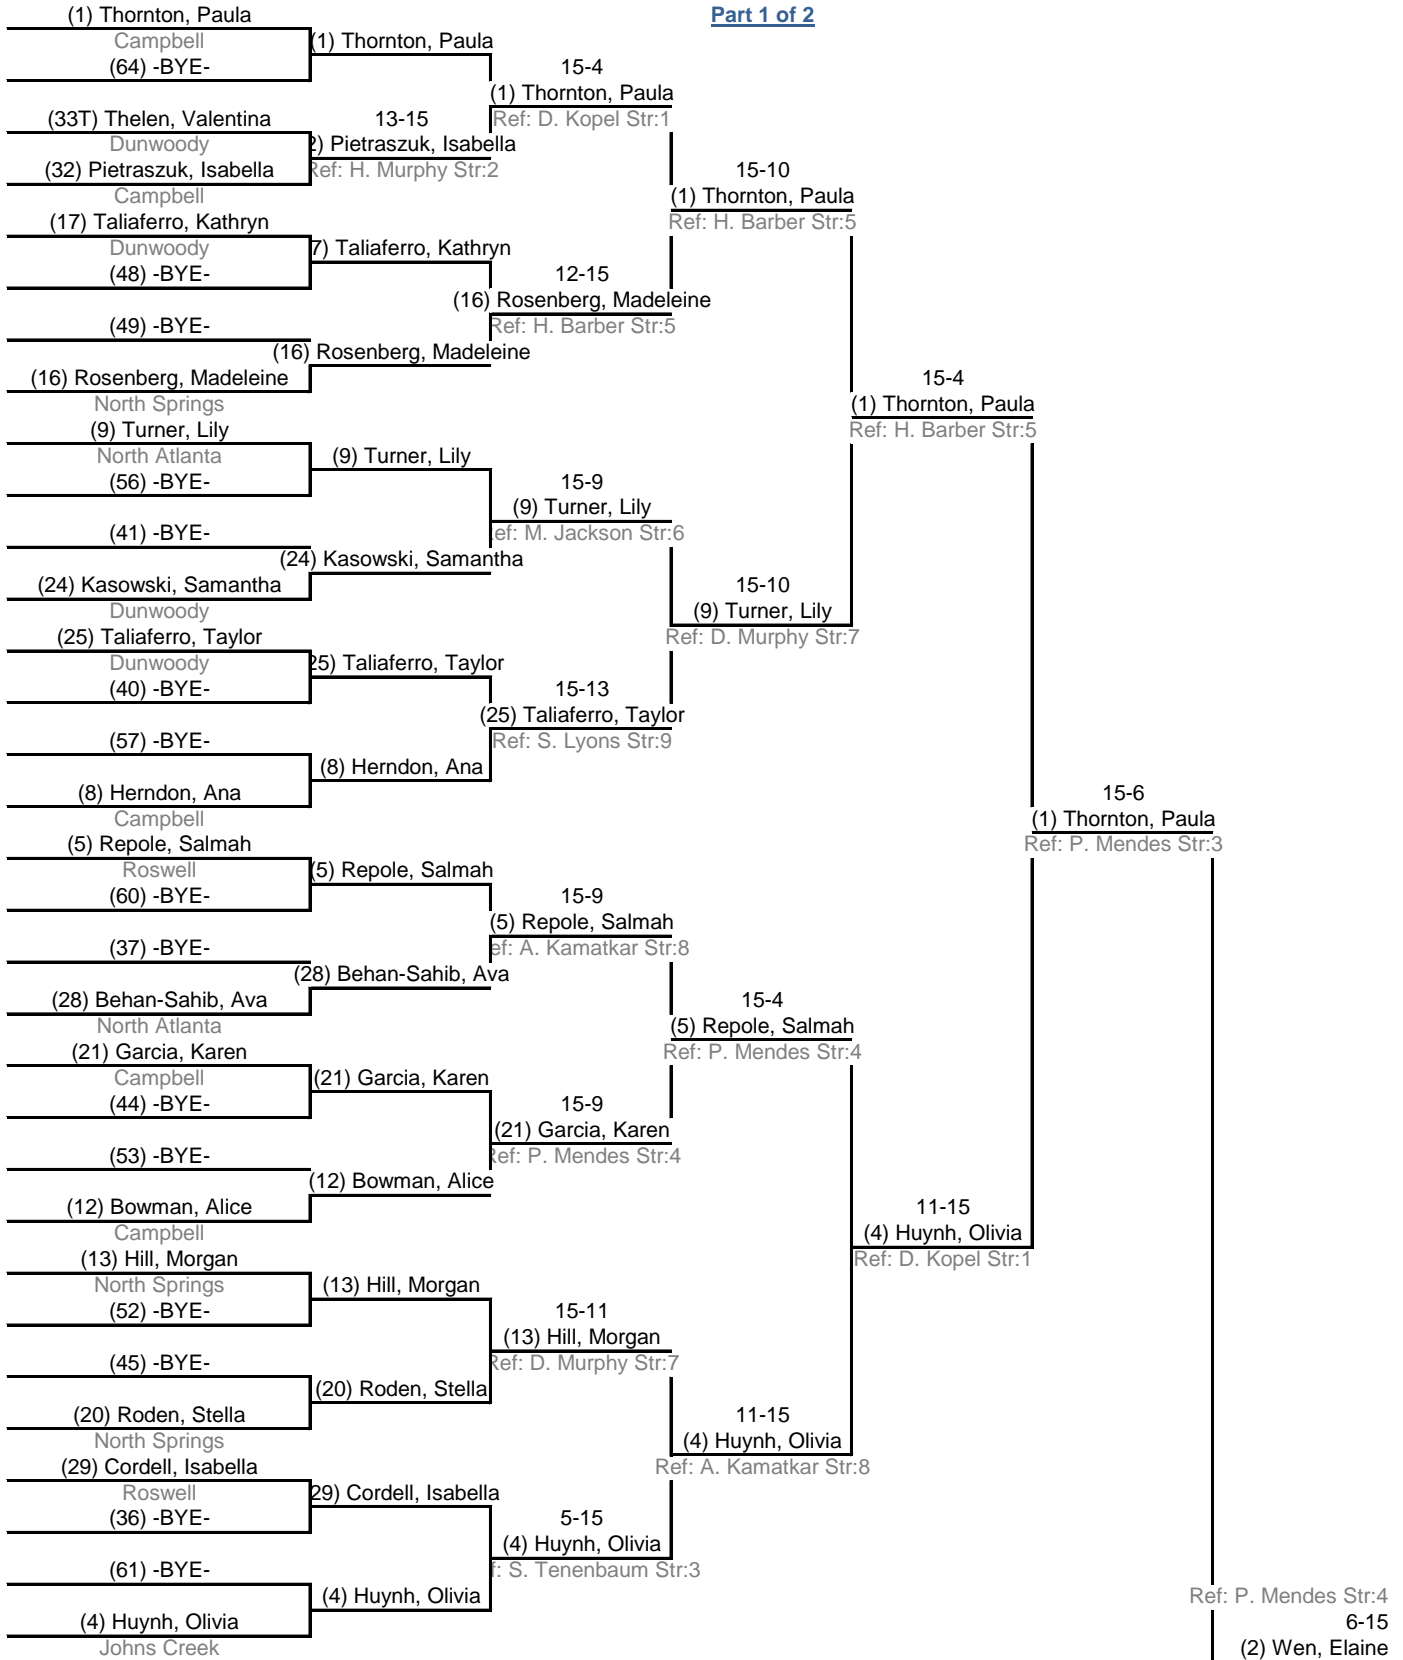 Part 1 of 2
(1) Thornton, Paula
Campbell
(64) -BYE-
(33T) Thelen, Valentina
Dunwoody
(32) Pietraszuk, Isabella
Campbell
(17) Taliaferro, Kathryn
Dunwoody
(48) -BYE-
(49) -BYE-
(16) Rosenberg, Madeleine
North Springs
(9) Turner, Lily
North Atlanta
(56) -BYE-
(41) -BYE-
(24) Kasowski, Samantha
Dunwoody
(25) Taliaferro, Taylor
Dunwoody
(40) -BYE-
(57) -BYE-
(8) Herndon, Ana
Campbell
(5) Repole, Salmah
Roswell
(60) -BYE-
(37) -BYE-
(28) Behan-Sahib, Ava
North Atlanta
(21) Garcia, Karen
Campbell
(44) -BYE-
(53) -BYE-
(12) Bowman, Alice
Campbell
(13) Hill, Morgan
North Springs
(52) -BYE-
(45) -BYE-
(20) Roden, Stella
North Springs
(29) Cordell, Isabella
Roswell
(36) -BYE-
(61) -BYE-
(4) Huynh, Olivia
Johns Creek
(1) Thornton, Paula
13-15
2) Pietraszuk, Isabella
Ref: H. Murphy Str:2
7) Taliaferro, Kathryn
(16) Rosenberg, Madeleine
(9) Turner, Lily
(24) Kasowski, Samantha
25) Taliaferro, Taylor
(8) Herndon, Ana
(5) Repole, Salmah
(28) Behan-Sahib, Ava
(21) Garcia, Karen
(12) Bowman, Alice
(13) Hill, Morgan
(20) Roden, Stella
29) Cordell, Isabella
(4) Huynh, Olivia
15-4
(1) Thornton, Paula
Ref: D. Kopel Str:1
12-15
(16) Rosenberg, Madeleine
Ref: H. Barber Str:5
15-9
(9) Turner, Lily
ef: M. Jackson Str:6
15-13
(25) Taliaferro, Taylor
Ref: S. Lyons Str:9
15-9
(5) Repole, Salmah
ef: A. Kamatkar Str:8
15-9
(21) Garcia, Karen
Ref: P. Mendes Str:4
15-11
(13) Hill, Morgan
Ref: D. Murphy Str:7
5-15
(4) Huynh, Olivia
f: S. Tenenbaum Str:3
15-10
(1) Thornton, Paula
Ref: H. Barber Str:5
15-10
(9) Turner, Lily
Ref: D. Murphy Str:7
15-4
(5) Repole, Salmah
Ref: P. Mendes Str:4
11-15
(4) Huynh, Olivia
Ref: A. Kamatkar Str:8
15-4
(1) Thornton, Paula
Ref: H. Barber Str:5
11-15
(4) Huynh, Olivia
Ref: D. Kopel Str:1
15-6
(1) Thornton, Paula
Ref: P. Mendes Str:3
Ref: P. Mendes Str:4
6-15
(2) Wen, Elaine